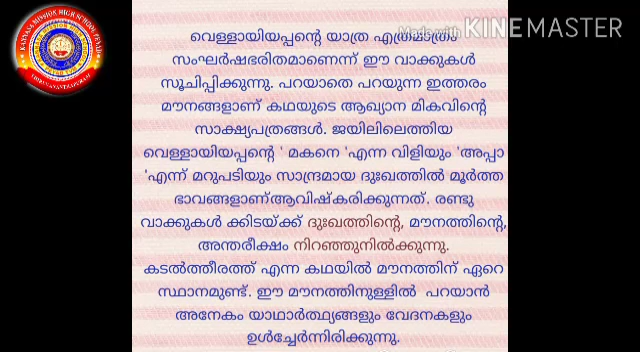 Made with KINEMASTER
വെള്ളായിയപ്പന്റെ യാത്ര എത്രമാത്രം
സംഘർഷഭരിതമാണെന്ന് ഈ വാക്കുകൾ
സൂചിപ്പിക്കുന്നു. പറയാതെ പറയുന്ന ഇത്തരം
മൗനങ്ങളാണ് കഥയുടെ ആഖ്യാന മികവിന്റെ
സാക്ഷ്യപത്രങ്ങൾ. ജയിലിലെത്തിയ
വെള്ളായിയപ്പന്റെ ' മകനെ 'എന്ന വിളിയും 'അപ്പാ
'എന്ന് മറുപടിയും സാന്ദ്രമായ ദുഃഖത്തിൽ മൂർത്ത
ഭാവങ്ങളാണ്ആവിഷ്കരിക്കുന്നത്. രണ്ടു
വാക്കുകൾ ക്കിടയ്ക്ക് ദുഃഖത്തിന്റെ, മൗനത്തിന്റെ,
അന്തരീക്ഷം നിറഞ്ഞുനിൽക്കുന്നു.
കടൽത്തീരത്ത് എന്ന കഥയിൽ മൗനത്തിന് ഏറെ
സ്ഥാനമുണ്ട്. ഈ മൗനത്തിനുള്ളിൽ പറയാൻ
അനേകം യാഥാർത്ഥ്യങ്ങളും വേദനകളും
ഉൾച്ചേർന്നിരിക്കുന്നു.